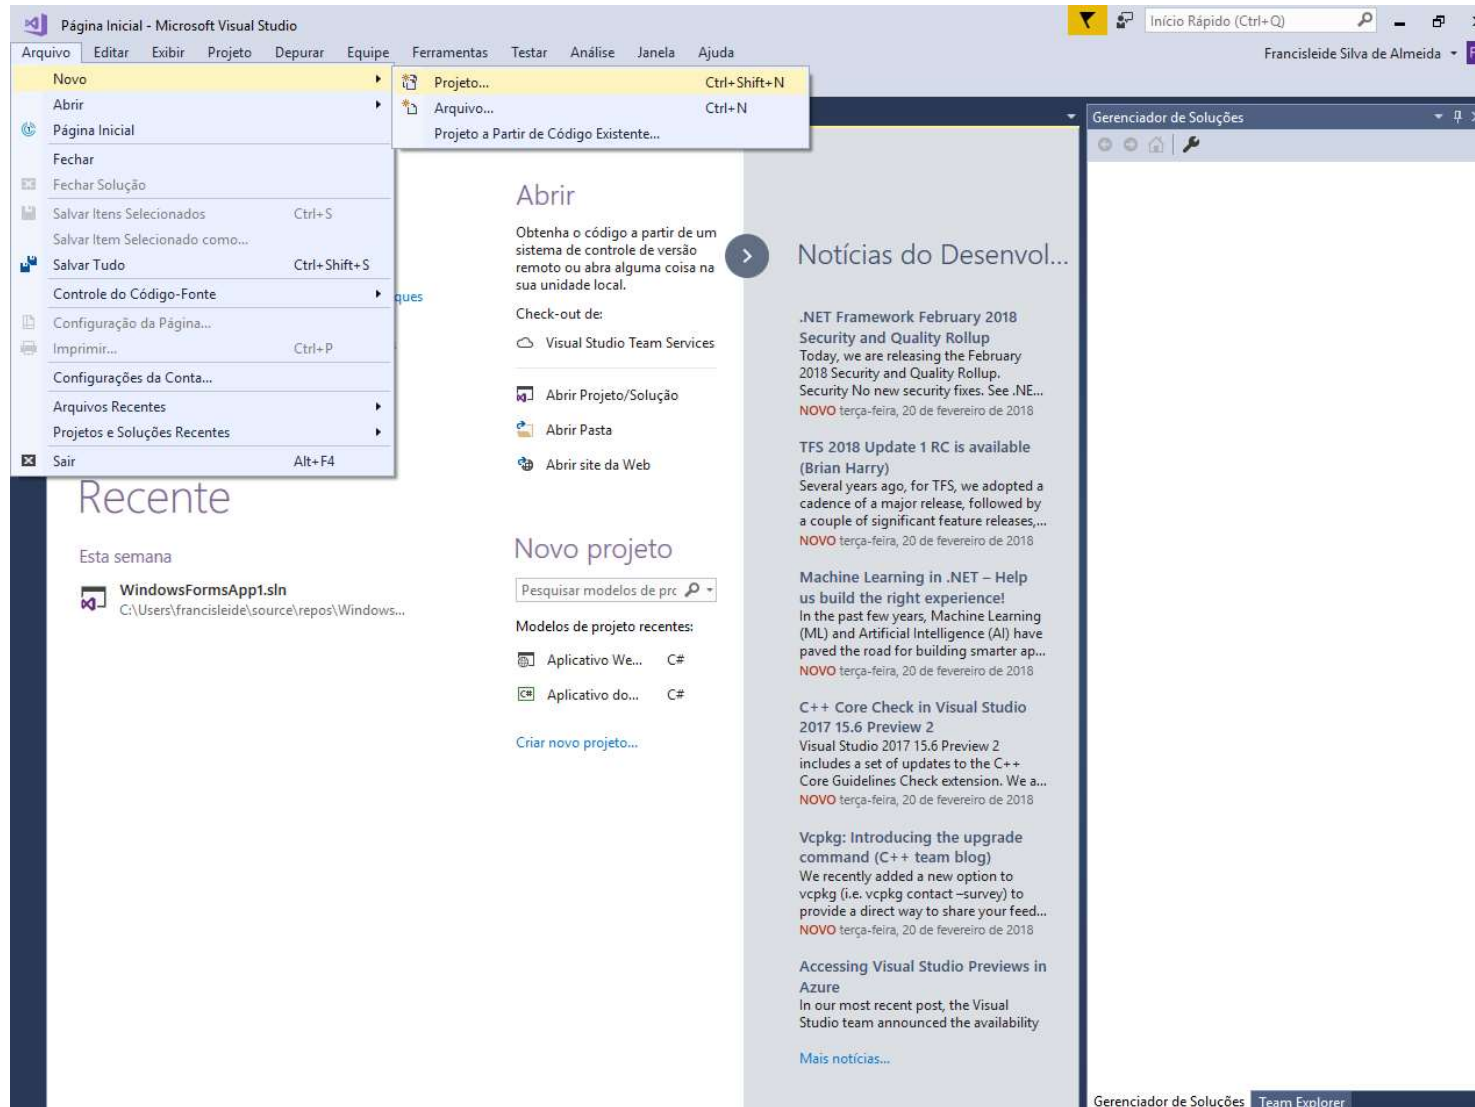 Página Inicial - Microsoft Visual Studio
Início Rápido (Ctrl+Q)
Arquivo Editar Exibir Projeto Depurar Equipe Ferramentas Testar Análise Janela Ajuda
Francisleide Silva de Almeida
Novo
Abrir
Página Inicial
Fechar
Fechar Solução
Salvar Itens Selecionados Ctrl+S
Salvar Item Selecionado como...
Salvar Tudo Ctrl+Shift+S
Controle do Código-Fonte
Configuração da Página...
Imprimir... Ctrl+P
Configurações da Conta...
Arquivos Recentes
Projetos e Soluções Recentes
Sair Alt+F4
Projeto... Ctrl+Shift+N
Arquivo... Ctrl+N
Projeto a Partir de Código Existente...
ques
Recente
Esta semana
WindowsFormsApp1.sln
C:\Users\francisleide\source\repos\Windows...
Abrir
Obtenha o código a partir de um
sistema de controle de versão
remoto ou abra alguma coisa na
sua unidade local.
Check-out de:
Visual Studio Team Services
Abrir Projeto/Solução
Abrir Pasta
Abrir site da Web
Novo projeto
Pesquisar modelos de prc
Modelos de projeto recentes:
Aplicativo We... C#
Aplicativo do... C#
Criar novo projeto...
Notícias do Desenvol...
.NET Framework February 2018
Security and Quality Rollup
Today, we are releasing the February
2018 Security and Quality Rollup.
Security No new security fixes. See .NE...
NOVO terça-feira, 20 de fevereiro de 2018
TFS 2018 Update 1 RC is available
(Brian Harry)
Several years ago, for TFS, we adopted a
cadence of a major release, followed by
a couple of significant feature releases,...
NOVO terça-feira, 20 de fevereiro de 2018
Machine Learning in .NET – Help
us build the right experience!
In the past few years, Machine Learning
(ML) and Artificial Intelligence (AI) have
paved the road for building smarter ap...
NOVO terça-feira, 20 de fevereiro de 2018
C++ Core Check in Visual Studio
2017 15.6 Preview 2
Visual Studio 2017 15.6 Preview 2
includes a set of updates to the C++
Core Guidelines Check extension. We a...
NOVO terça-feira, 20 de fevereiro de 2018
Vcpkg: Introducing the upgrade
command (C++ team blog)
We recently added a new option to
vcpkg (i.e. vcpkg contact –survey) to
provide a direct way to share your feed...
NOVO terça-feira, 20 de fevereiro de 2018
Accessing Visual Studio Previews in
Azure
In our most recent post, the Visual
Studio team announced the availability
Mais notícias...
Gerenciador de Soluções
Gerenciador de Soluções Team Explorer